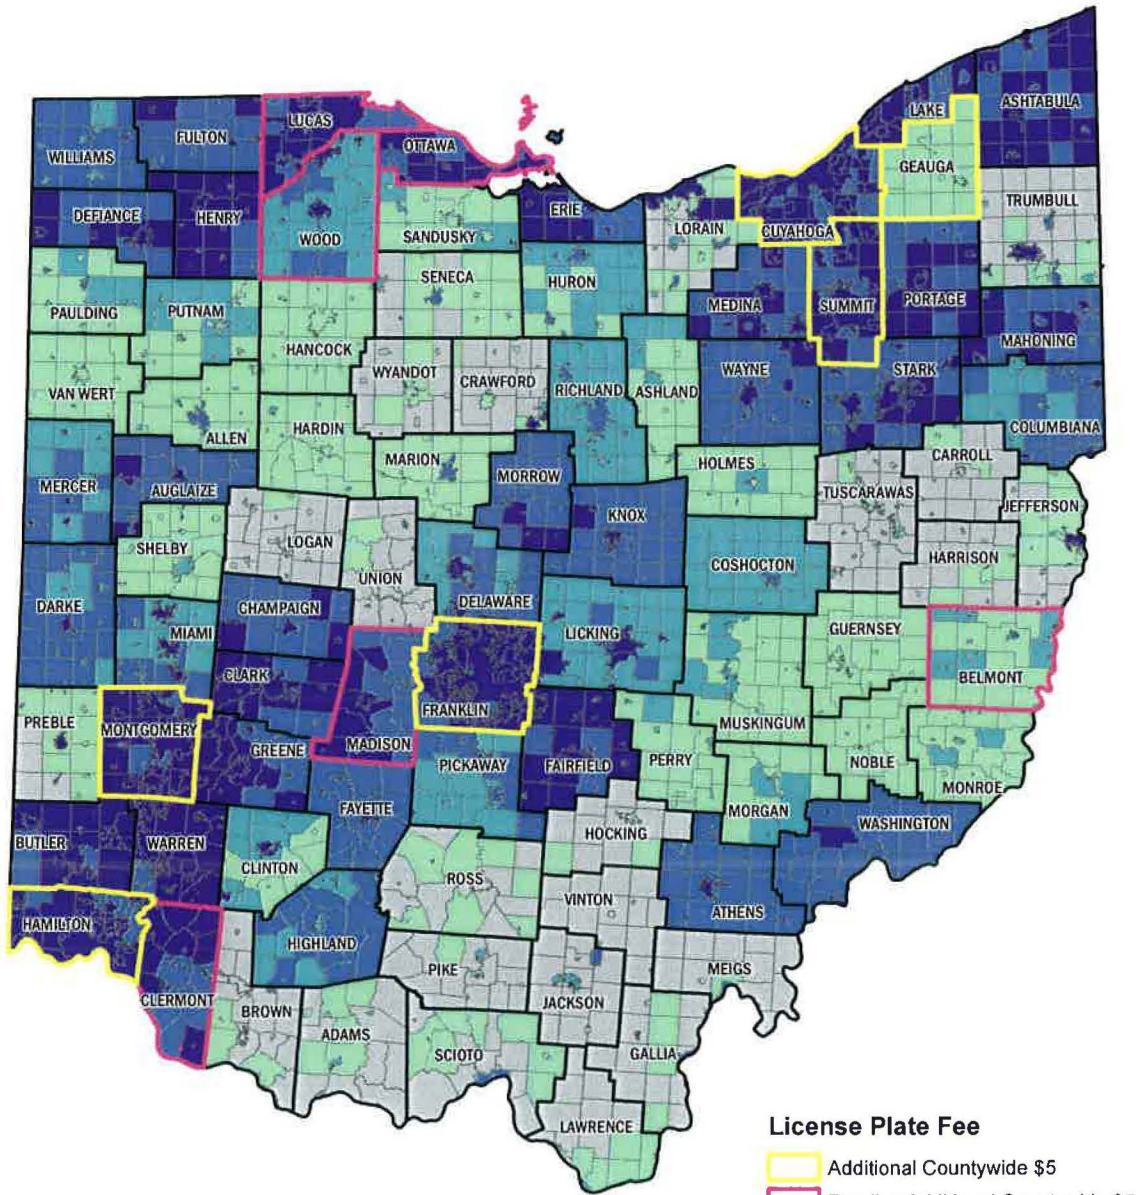 LAKE
ASHTABULA
LUCAS
FULTON
OTTAWA
WILLIAMS
GEAUGA
TRUMBULL
DEFIANCE
HENRY
ERIE
LORAIN
CUYAHOGA
WOOD
SANDUSKY
SENECA
HURON
MEDINA
SUMMIT
PORTAGE
PAULDING
PUTNAM
MAHONING
HANCOCK
WYANDOT
CRAWFORD
RICHLAND
ASHLAND
WAYNE
STARK
VAN WERT
ALLEN
HARDIN
COLUMBIANA
MARION
HOLMES
CARROLL
MERCER
AUGLAIZE
MORROW
TUSCARAWAS
JEFFERSON
KNOX
SHELBY
LOGAN
UNION
COSHOCTON
HARRISON
DARKE
CHAMPAIGN
DELAWARE
MIAMI
LICKING
GUERNSEY
CLARK
BELMONT
FRANKLIN
PREBLE
MONTGOMERY
MUSKINGUM
GREENE
MADISON
PICKAWAY
FAIRFIELD
PERRY
NOBLE
MONROE
FAYETTE
MORGAN
WASHINGTON
BUTLER
WARREN
HOCKING
CLINTON
ROSS
VINTON
ATHENS
HAMILTON
HIGHLAND
PIKE
MEIGS
CLERMONT
BROWN
JACKSON
ADAMS
SCIOTO
GALLIA
LAWRENCE
License Plate Fee
Additional Countywide $5